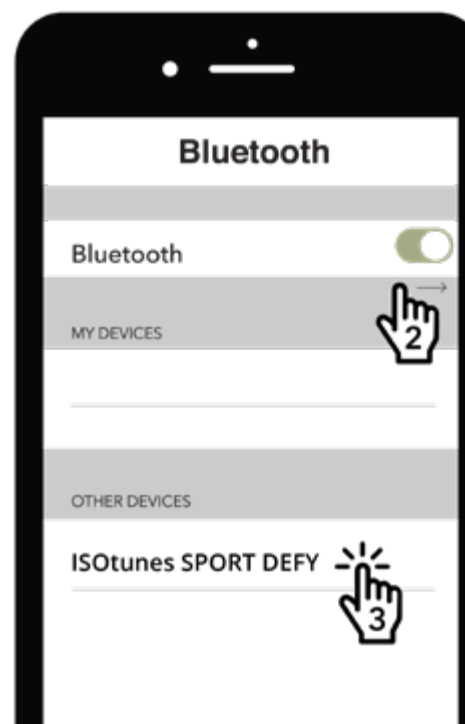 Bluetooth
Bluetooth
2
MY DEVICES
OTHER DEVICES
ISOtunes SPORT DEFY
3